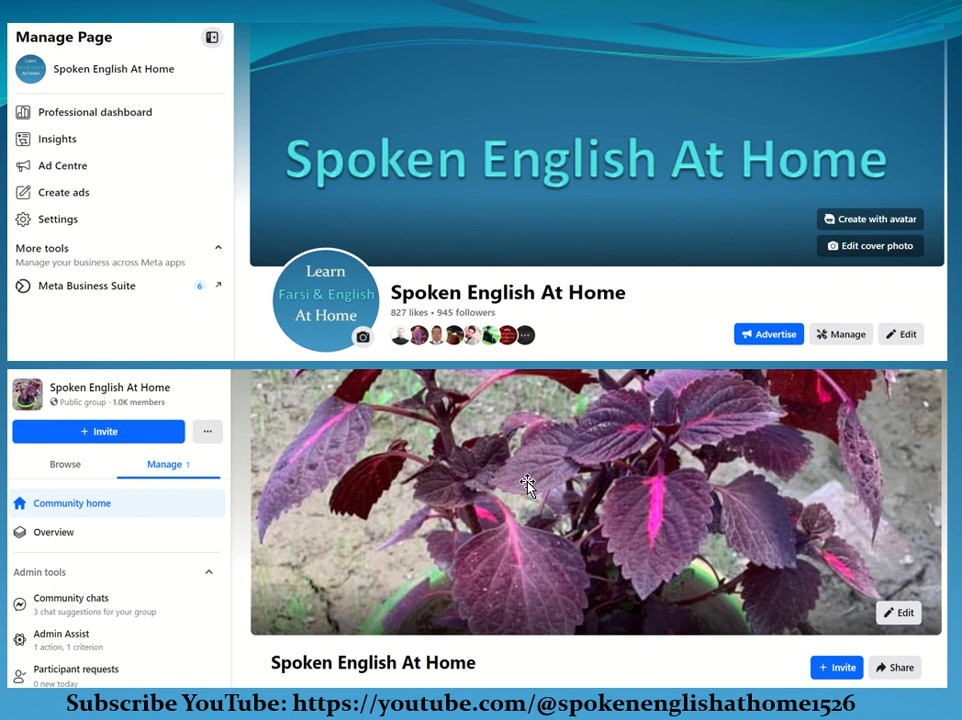 Manage Page
Spoken English At Home
Professional dashboard
Insights
Ad Centre
Create ads
Settings
More tools
Manage your business across Meta apps
Meta Business Suite
6
Spoken English At Home
Create with avatar
Edit cover photo
Learn
Farsi & English
At Home
Spoken English At Home
827 likes • 945 followers
Advertise
Manage
Edit
Spoken English At Home
Public group · 1.0K members
+ Invite
...
Browse
Manage 1
Community home
Overview
Admin tools
Community chats
3 chat suggestions for your group
Admin Assist
1 action, 1 criterion
Participant requests
0 new today
Edit
Spoken English At Home
+ Invite
Share
Subscribe YouTube: https://youtube.com/@spokenenglishathome1526